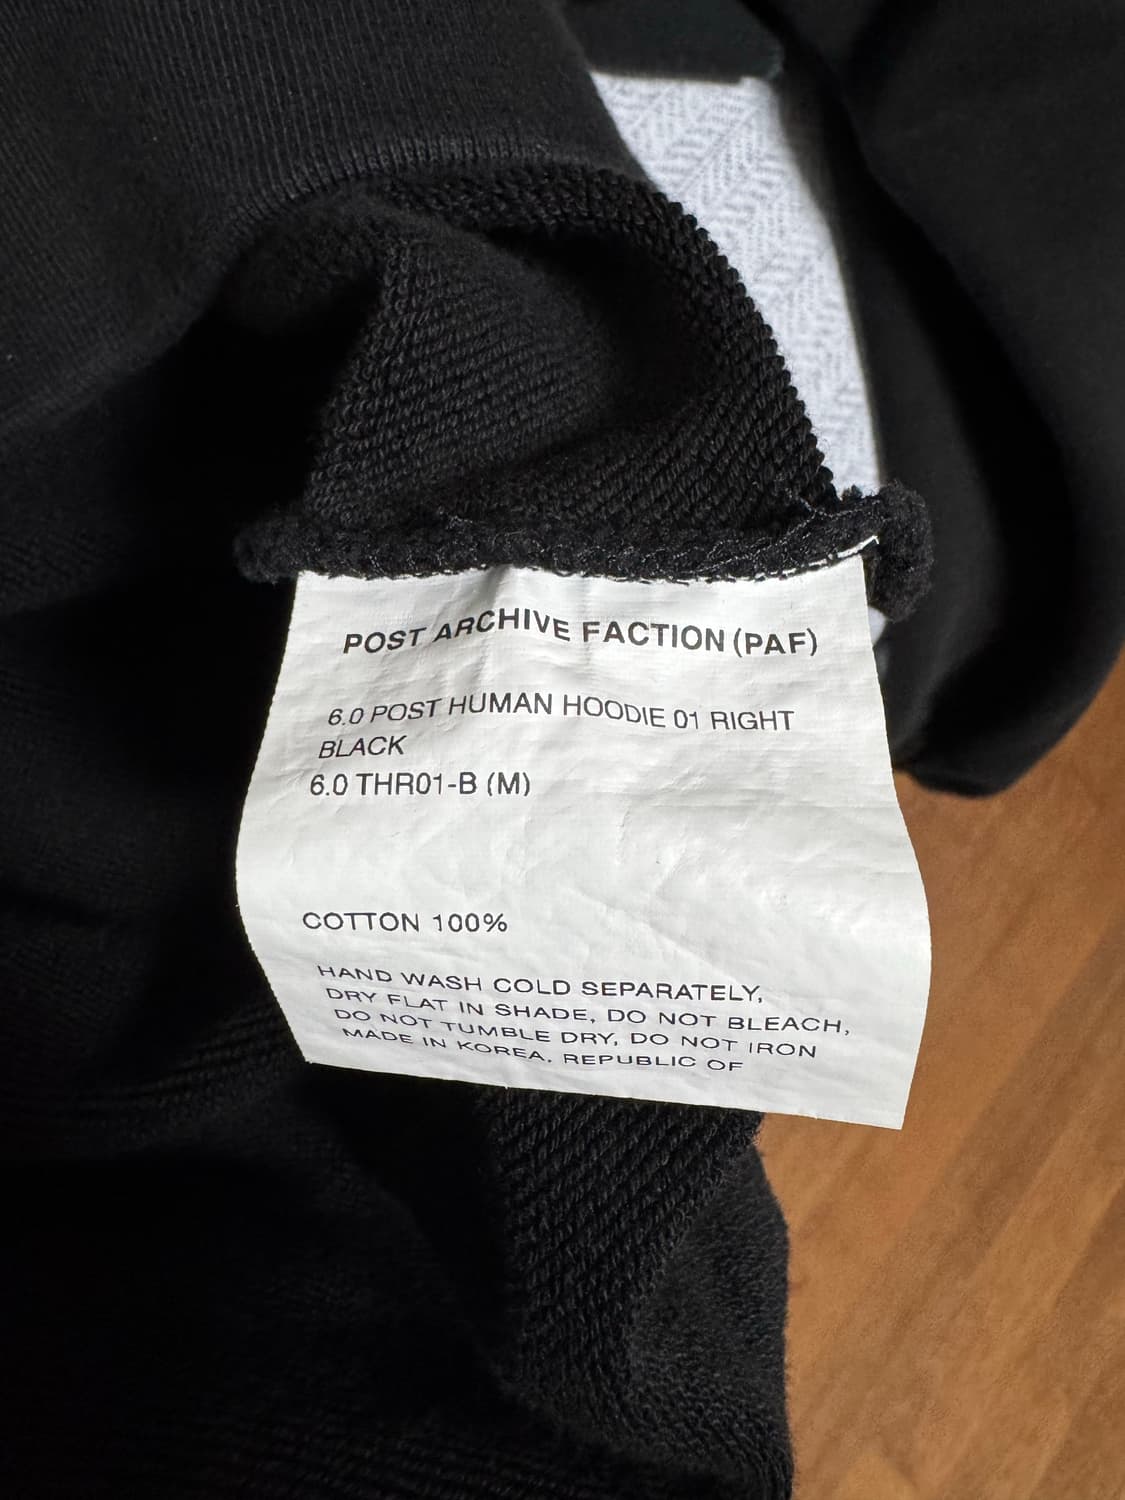 POST ARCHIVE FACTION (PAF)
6.0 POST HUMAN HOODIE 01 RIGHT
BLACK
6.0 THR01-B (M)
COTTON 100%
HAND WASH COLD SEPARATELY,
DRY FLAT IN SHADE, DO NOT BLEACH,
DO NOT TUMBLE DRY, DO NOT IRON
MADE IN KOREA, REPUBLIC OF